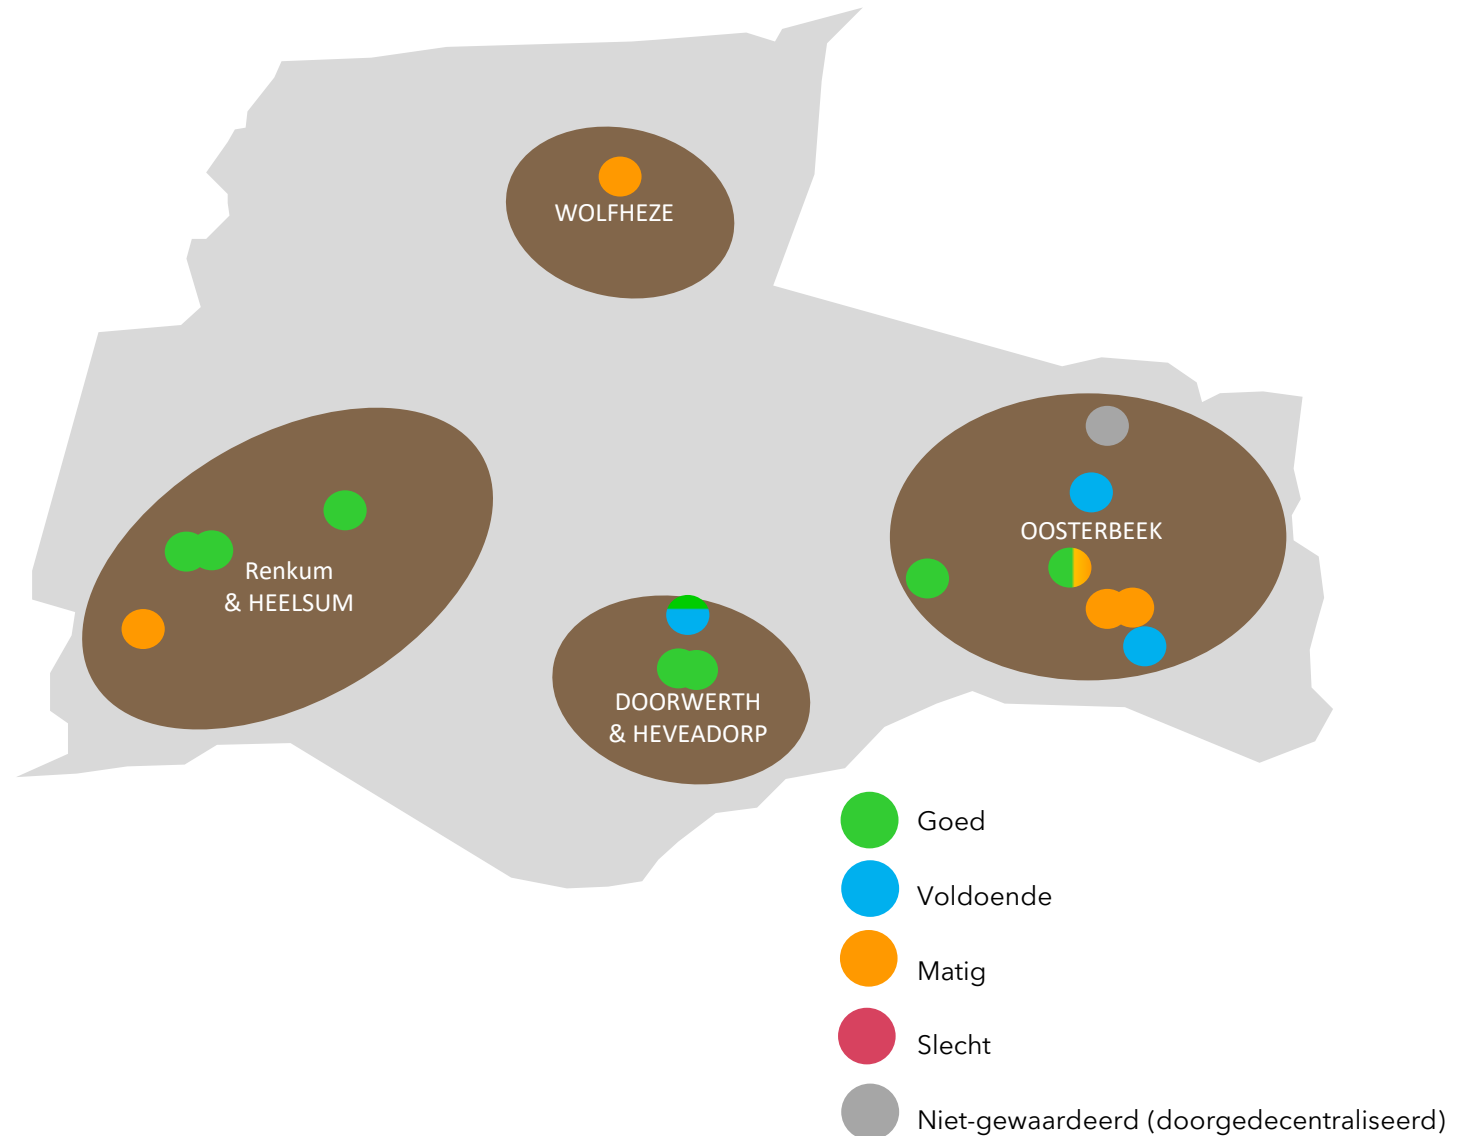 WOLFHEZE
OOSTERBEEK
Renkum
& HEELSUM
DOORWERTH
& HEVEADORP
Goed
Voldoende
Matig
Slecht
Niet-gewaardeerd (doorgedecentraliseerd)